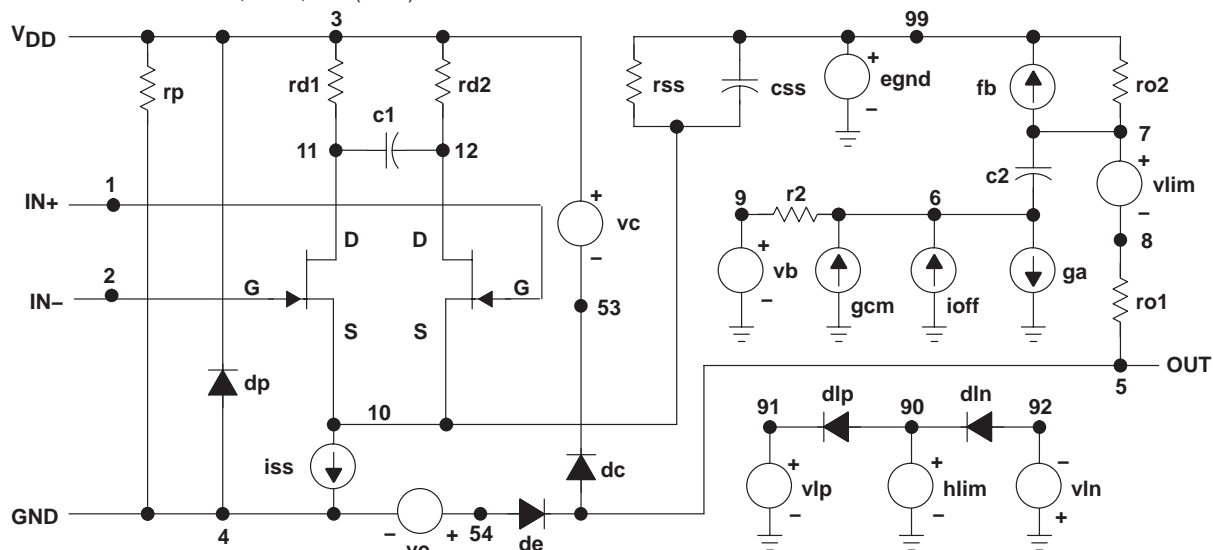 3
99
VDD
rp
rd1
rd2
rss
css
egnd
fb
ro2
c1
11
12
7
c2
vlim
1
IN+
9
r2
6
8
D
D
vc
vb
2
IN–
G
G
gcm
ioff
ga
ro1
53
S
S
OUT
5
dp
10
91
dlp
90
dln
92
iss
dc
vlp
hlim
vln
GND
4
54
de
+
–
+
–
+
–
+
–
–
+
+
–
+
–
–
+